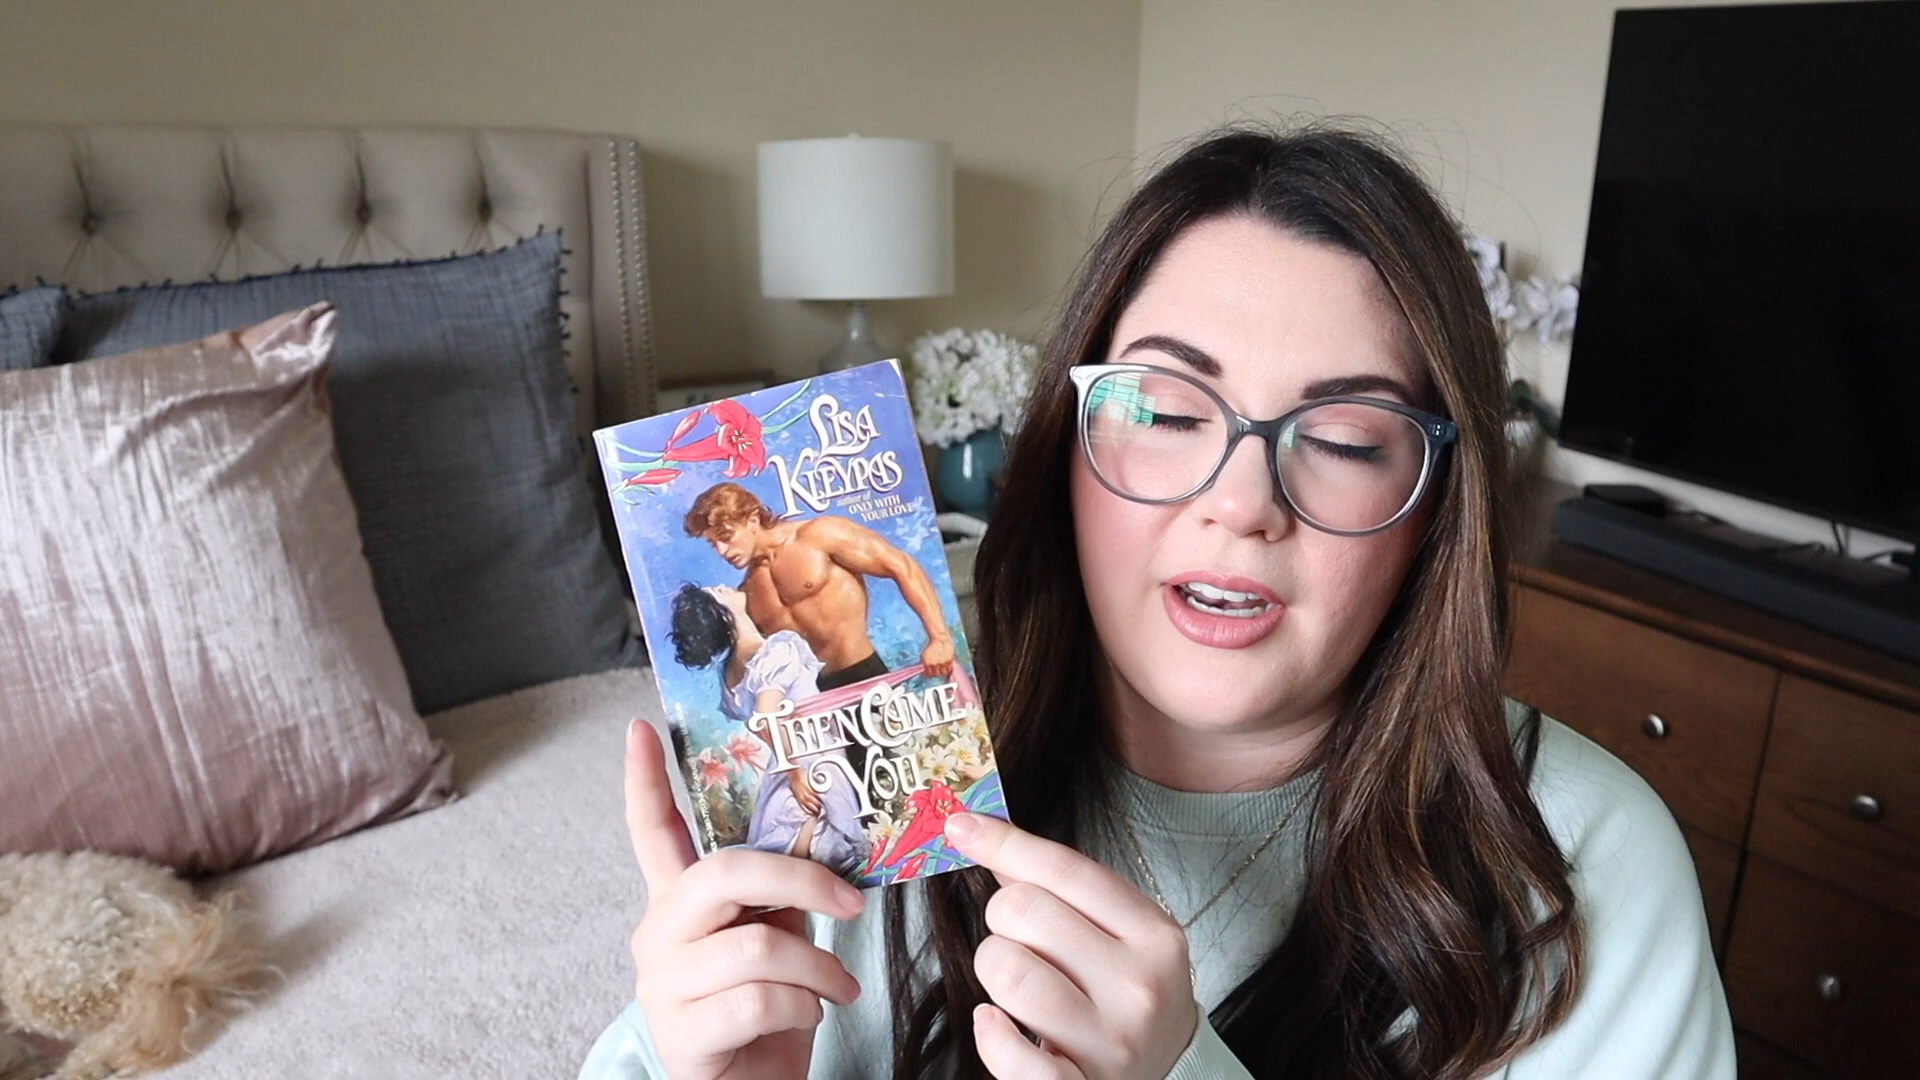 LISA
KLEYPAS
author of
ONLY WITH
YOUR LOVE
THEN CAME
YOU